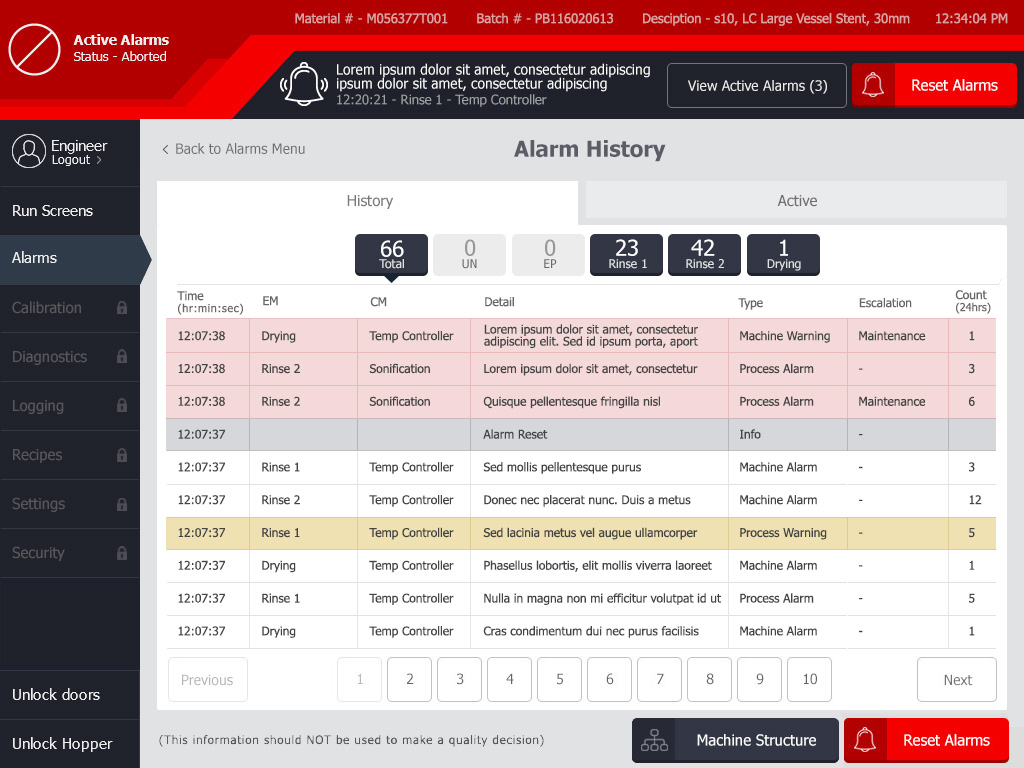 Material # - M056377T001 Batch # - PB116020613 Desciption - s10, LC Large Vessel Stent, 30mm 12:34:04 PM
Active Alarms
Status - Aborted
Lorem ipsum dolor sit amet, consectetur adipiscing
ipsum dolor sit amet, consectetur adipiscing
12:20:21 - Rinse 1 - Temp Controller
View Active Alarms (3)
Reset Alarms
Engineer
Logout >
Run Screens
Alarms
Calibration
Diagnostics
Logging
Recipes
Settings
Security
Unlock doors
Unlock Hopper
< Back to Alarms Menu
Alarm History
History
Active
66
Total
0
UN
0
EP
23
Rinse 1
42
Rinse 2
1
Drying
Time
(hr:min:sec)
EM
CM
Detail
Type
Escalation
Count
(24hrs)
12:07:38 Drying Temp Controller Lorem ipsum dolor sit amet, consectetur
adipiscing elit. Sed id ipsum porta, aport
Machine Warning Maintenance 1
12:07:38 Rinse 2 Sonification Lorem ipsum dolor sit amet, consectetur Process Alarm - 3
12:07:38 Rinse 2 Sonification Quisque pellentesque fringilla nisl Process Alarm Maintenance 6
12:07:37 Alarm Reset Info -
12:07:37 Rinse 1 Temp Controller Sed mollis pellentesque purus Machine Alarm - 3
12:07:37 Rinse 2 Temp Controller Donec nec placerat nunc. Duis a metus Machine Alarm - 12
12:07:37 Rinse 1 Temp Controller Sed lacinia metus vel augue ullamcorper Process Warning - 5
12:07:37 Drying Temp Controller Phasellus lobortis, elit mollis viverra laoreet Machine Alarm - 1
12:07:37 Rinse 1 Temp Controller Nulla in magna non mi efficitur volutpat id ut Process Alarm - 5
12:07:37 Drying Temp Controller Cras condimentum dui nec purus facilisis Machine Alarm - 1
Previous 1 2 3 4 5 6 7 8 9 10 Next
(This information should NOT be used to make a quality decision)
Machine Structure
Reset Alarms